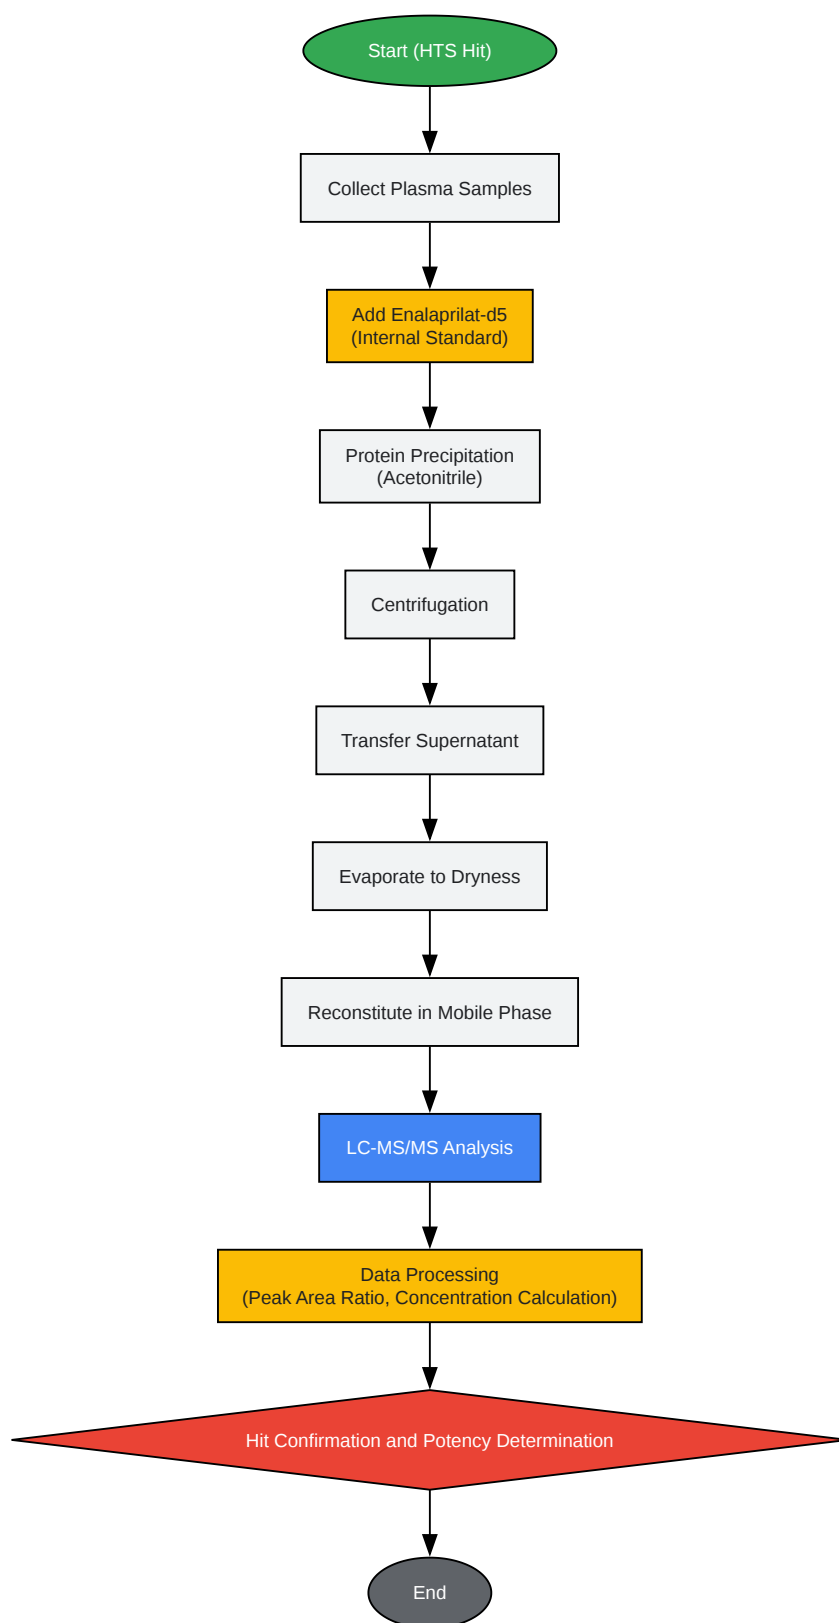 Start (HTS Hit)
Collect Plasma Samples
Add Enalaprilat-d5
(Internal Standard)
Protein Precipitation
(Acetonitrile)
Centrifugation
Transfer Supernatant
Evaporate to Dryness
Reconstitute in Mobile Phase
LC-MS/MS Analysis
Data Processing
(Peak Area Ratio, Concentration Calculation)
Hit Confirmation and Potency Determination
End